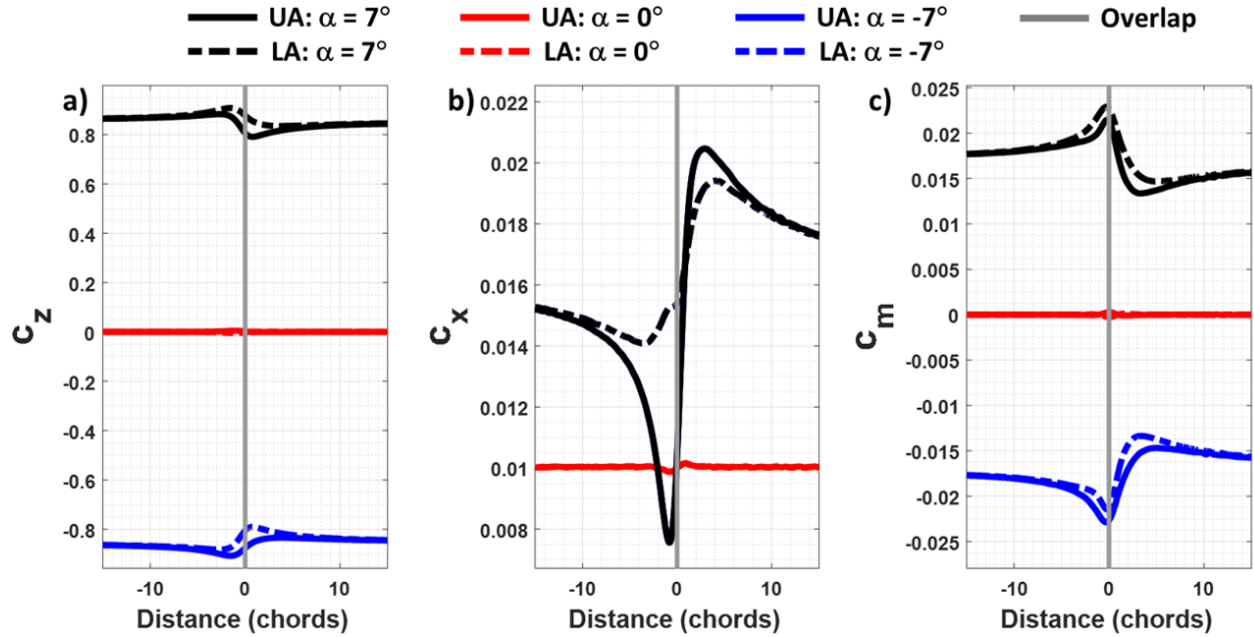 UA: α = 7° UA: α = 0° UA: α = -7° Overlap
LA: α = 7° LA: α = 0° LA: α = -7°
a)
0.8
0.6
0.4
0.2
0
-0.2
-0.4
-0.6
-0.8
c_z
-10 0 10
Distance (chords)
b)
0.022
0.02
0.018
0.016
0.014
0.012
0.01
0.008
c_x
-10 0 10
Distance (chords)
c)
0.025
0.02
0.015
0.01
0.005
0
-0.005
-0.01
-0.015
-0.02
-0.025
c_m
-10 0 10
Distance (chords)